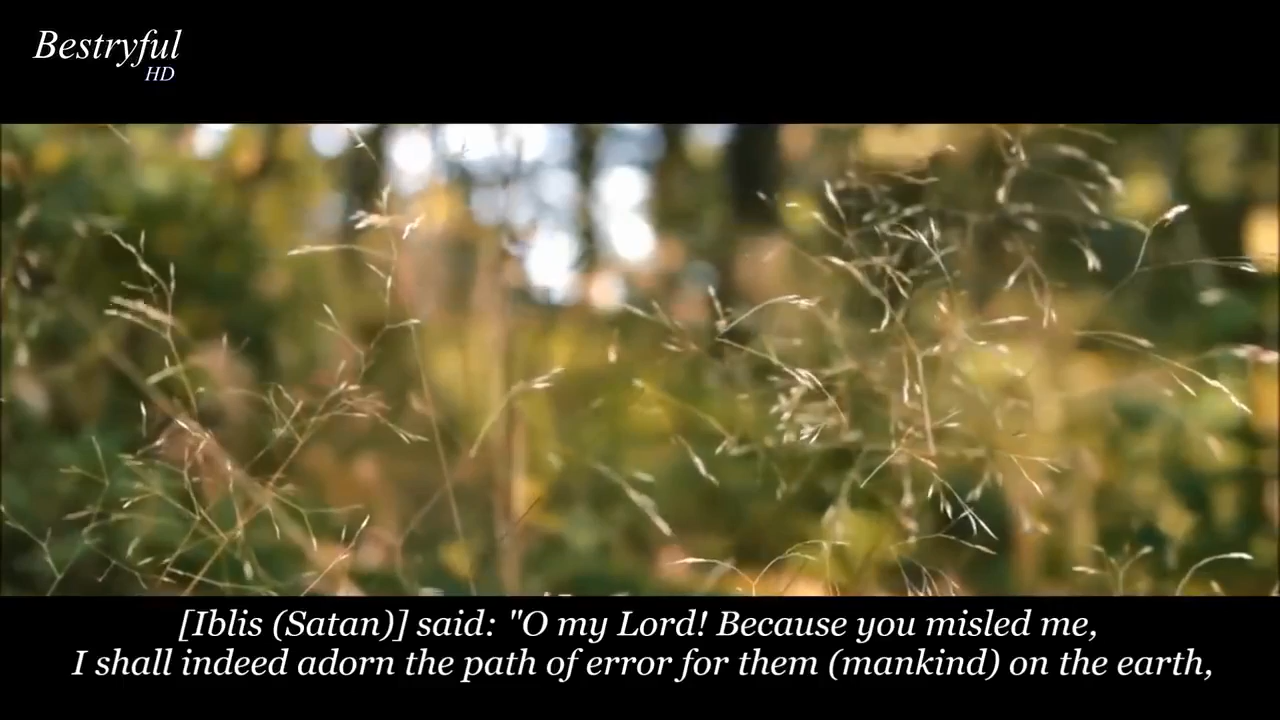 Bestryful
HD
[Iblis (Satan)] said: "O my Lord! Because you misled me,
I shall indeed adorn the path of error for them (mankind) on the earth,